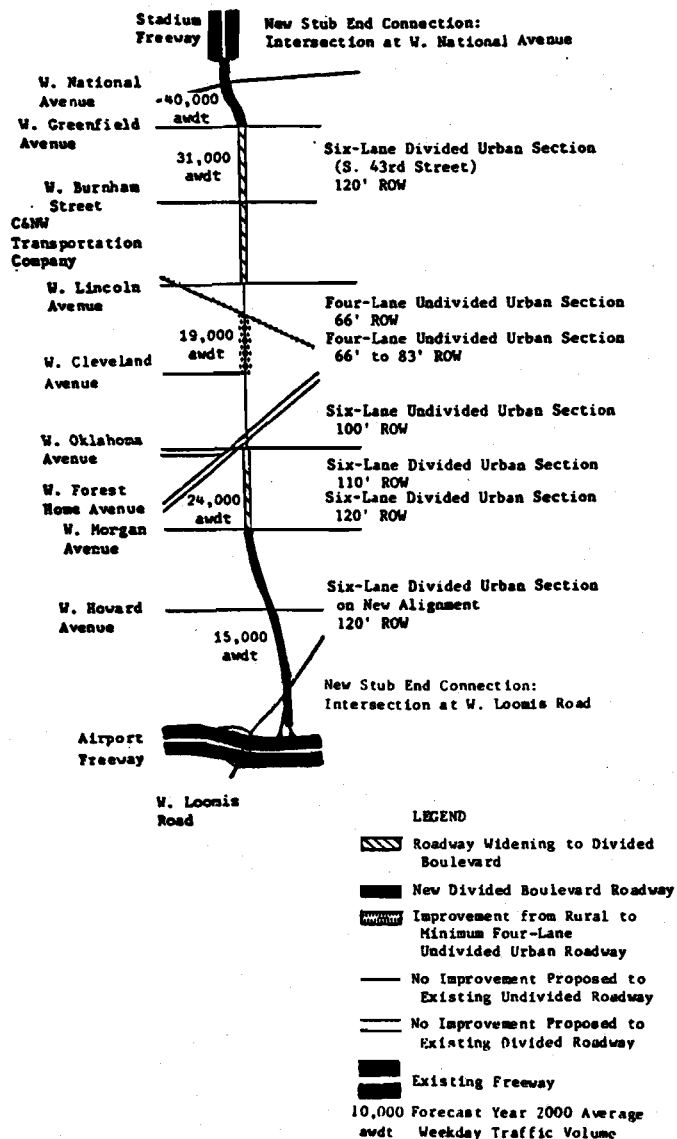 Stadium
Freeway
New Stub End Connection:
Intersection at W. National Avenue
W. National
Avenue
-40,000
awdt
W. Greenfield
Avenue
31,000
awdt
Six-Lane Divided Urban Section
(S. 43rd Street)
120' ROW
W. Burnham
Street
C&NW
Transportation
Company
W. Lincoln
Avenue
Four-Lane Undivided Urban Section
66' ROW
19,000
awdt
Four-Lane Undivided Urban Section
66' to 83' ROW
W. Cleveland
Avenue
Six-Lane Undivided Urban Section
100' ROW
W. Oklahoma
Avenue
Six-Lane Divided Urban Section
110' ROW
W. Forest
Home Avenue
24,000
awdt
Six-Lane Divided Urban Section
120' ROW
W. Morgan
Avenue
Six-Lane Divided Urban Section
on New Alignment
120' ROW
W. Howard
Avenue
15,000
awdt
New Stub End Connection:
Intersection at W. Loomis Road
Airport
Freeway
W. Loomis
Road
LEGEND
Roadway Widening to Divided
Boulevard
New Divided Boulevard Roadway
Improvement from Rural to
Minimum Four-Lane
Undivided Urban Roadway
No Improvement Proposed to
Existing Undivided Roadway
No Improvement Proposed to
Existing Divided Roadway
Existing Freeway
10,000 Forecast Year 2000 Average
awdt Weekday Traffic Volume